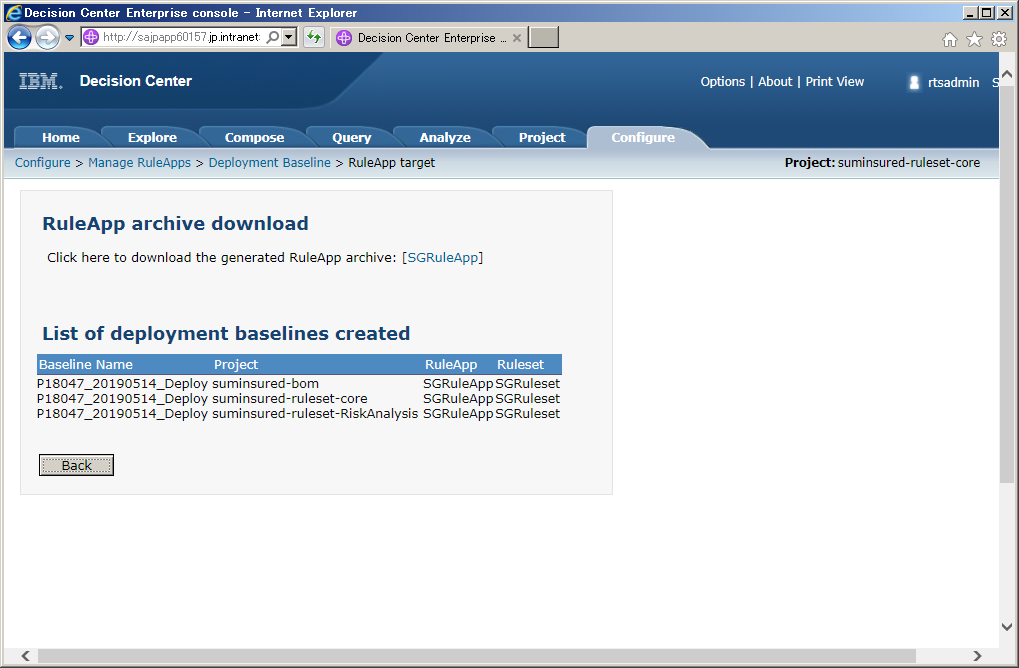 Decision Center Enterprise console - Internet Explorer
http://sajpapp60157.jp.intranet:
Decision Center Enterprise ...
IBM. Decision Center
Options | About | Print View rtsadmin S
Home Explore Compose Query Analyze Project Configure
Configure > Manage RuleApps > Deployment Baseline > RuleApp target Project: suminsured-ruleset-core
RuleApp archive download
Click here to download the generated RuleApp archive: [SGRuleApp]
List of deployment baselines created
Baseline Name Project RuleApp Ruleset
P18047_20190514_Deploy suminsured-bom SGRuleApp SGRuleset
P18047_20190514_Deploy suminsured-ruleset-core SGRuleApp SGRuleset
P18047_20190514_Deploy suminsured-ruleset-RiskAnalysis SGRuleApp SGRuleset
Back